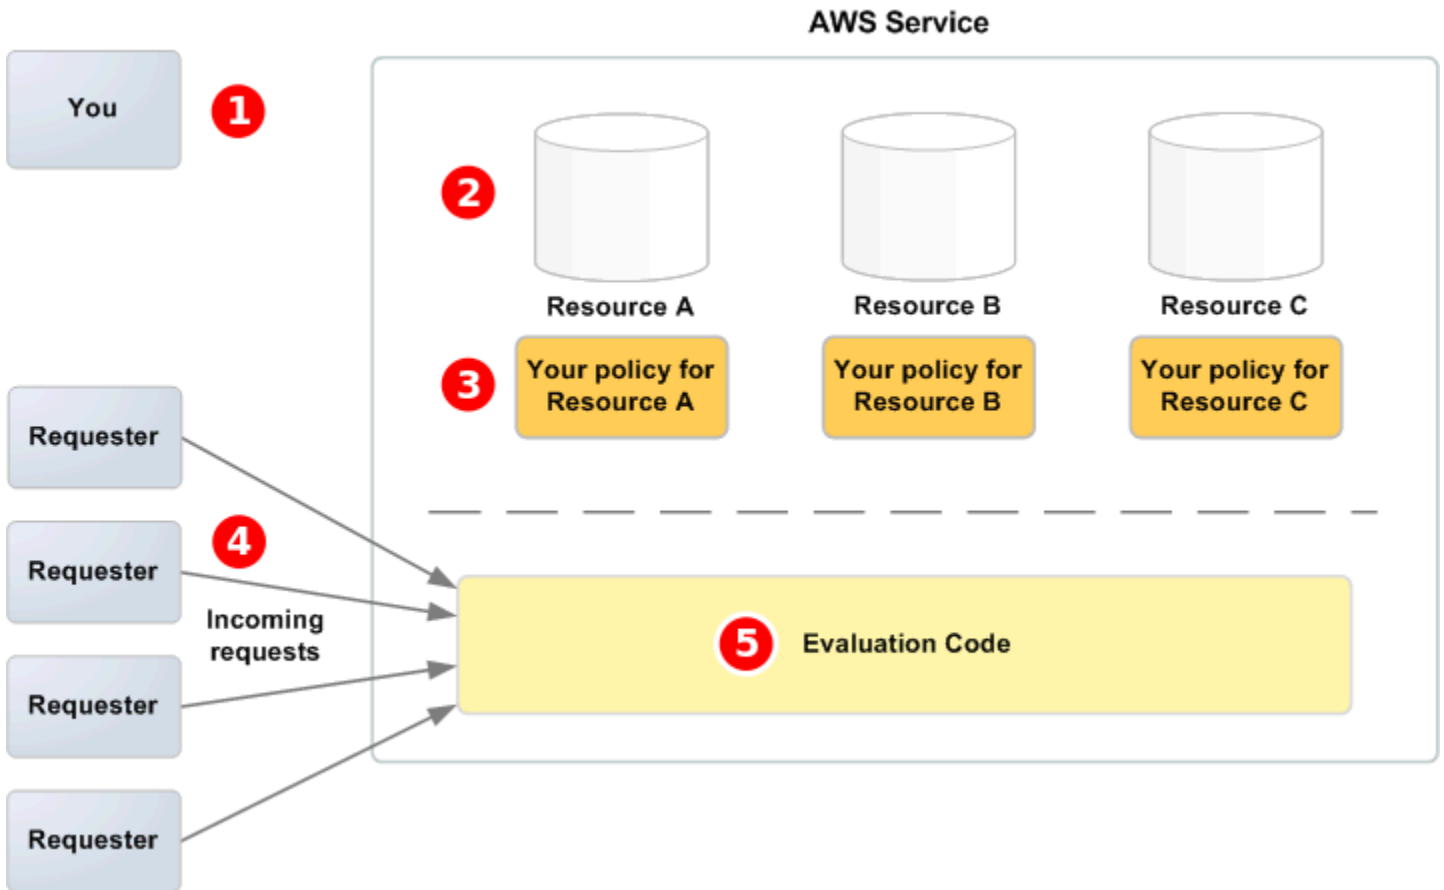 AWS Service
You
1
2
Resource A
Resource B
Resource C
3
Your policy for
Resource A
Your policy for
Resource B
Your policy for
Resource C
Requester
4
Requester
Incoming
requests
5
Evaluation Code
Requester
Requester